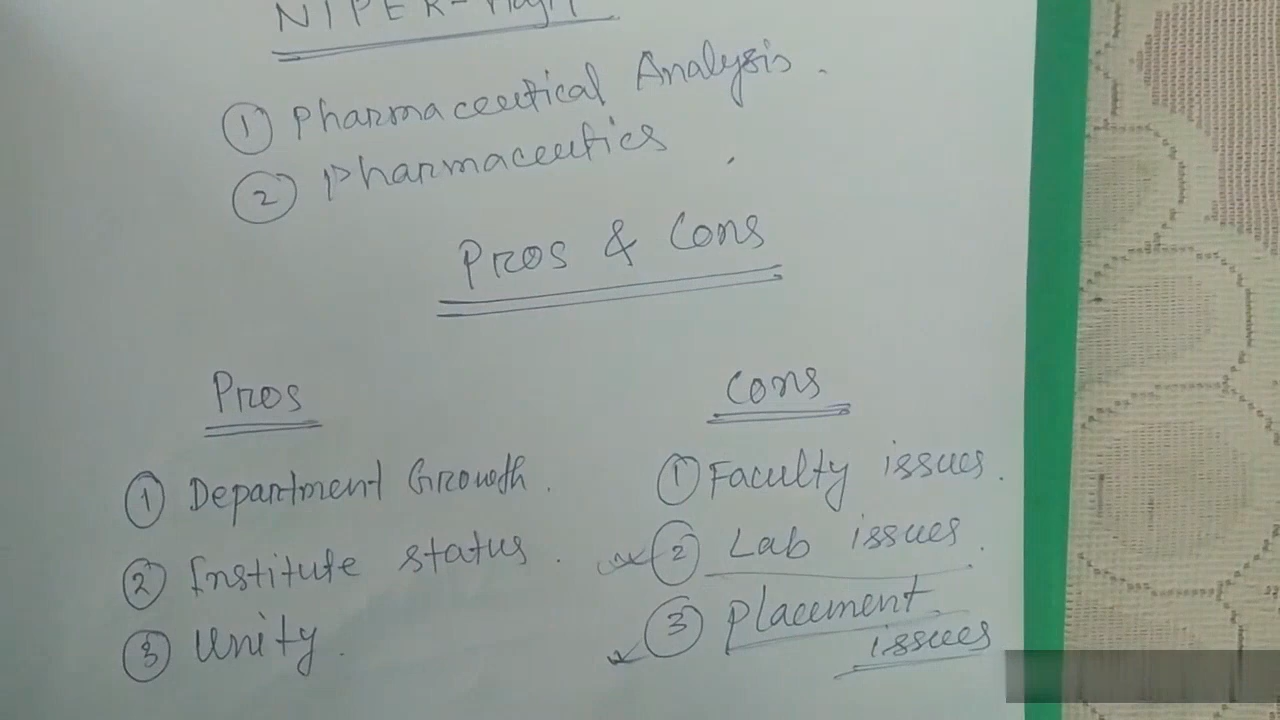 NIPER-
① Pharmaceutical Analysis.
② Pharmaceutics
Pros & Cons
Pros
Cons
① Department Growth.
① Faculty issues.
② Institute status.
② Lab issues.
③ Unity.
③ Placement issues